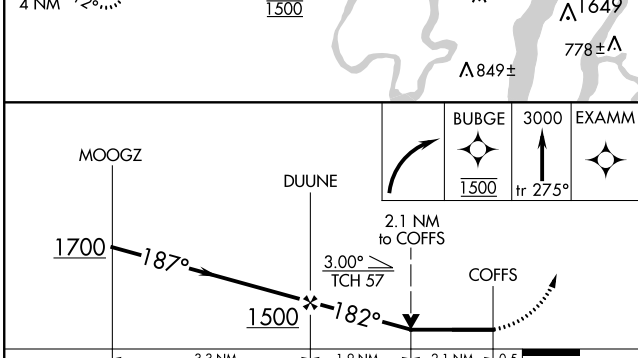 4 NM
1500
1649
778±
849±
BUBGE
3000
EXAMM
1500
tr 275°
MOOGZ
DUUNE
2.1 NM
to COFFS
1700
187°
3.00°
TCH 57
COFFS
1500
182°
3.3 NM
1.9 NM
2.1 NM
0.5